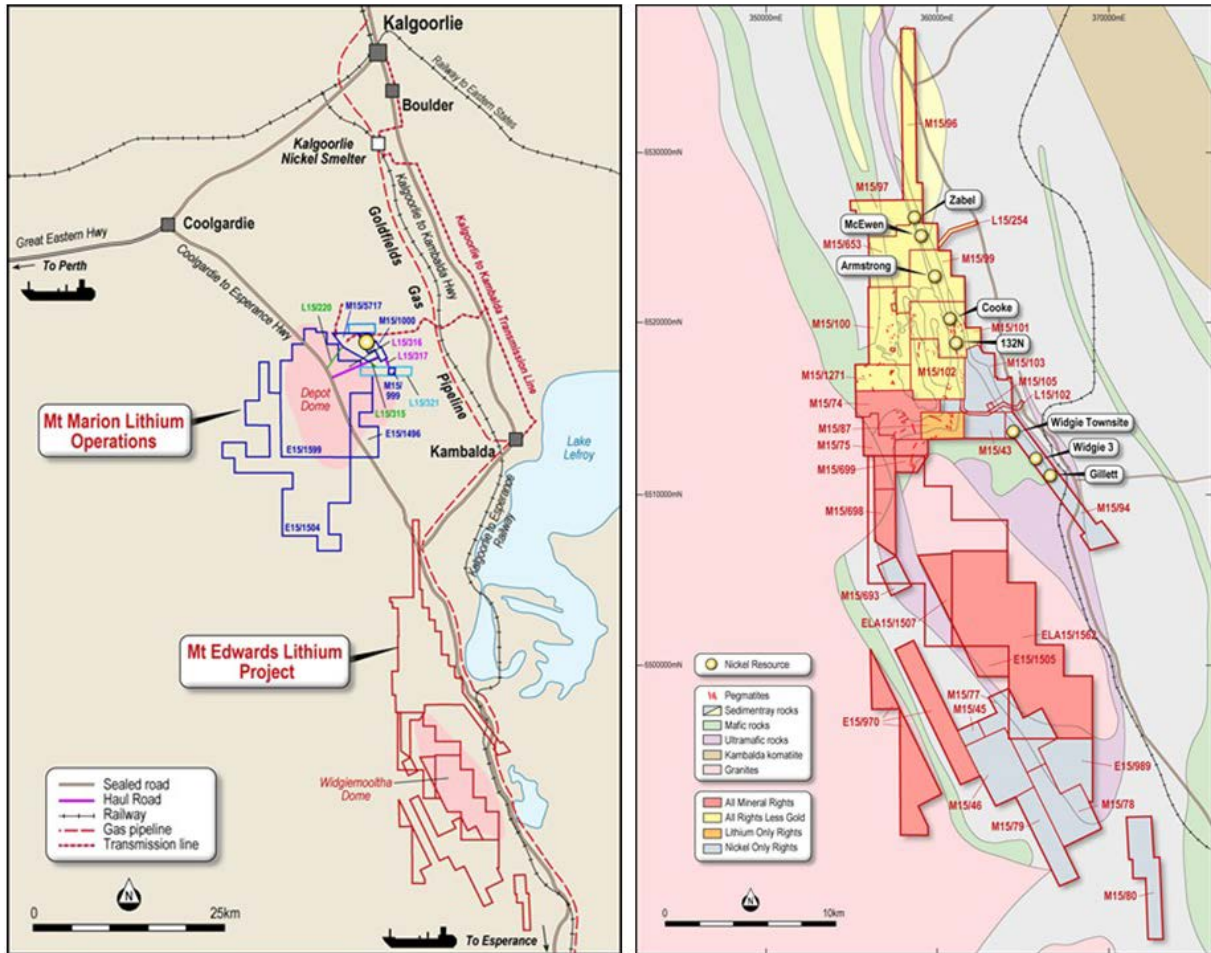 Kalgoorlie
Railway to Eastern States
Boulder
Kalgoorlie
Nickel Smelter
Coolgardie
Great Eastern Hwy
To Perth
Coolgardie to Esperance Hwy
Goldfields
Gas
Pipeline
Kalgoorlie to Kambalda Hwy
Kalgoorlie to Kambalda Transmission Line
L15/220
M15/5717
M15/1000
L15/316
L15/317
M15/
999
L15/321
L15/315
Depot
Dome
E15/1599
E15/1496
E15/1504
Mt Marion Lithium
Operations
Kambalda
Lake
Lefroy
Kalgoorlie to Esperance
Railway
Mt Edwards Lithium
Project
Widgiemooltha
Dome
Sealed road
Haul Road
Railway
Gas pipeline
Transmission line
N
0
25km
To Esperance
350000mE
360000mE
370000mE
6530000mN
6520000mN
6510000mN
6500000mN
M15/96
M15/97
Zabel
McEwen
L15/254
M15/653
M15/99
Armstrong
Cooke
M15/100
M15/101
132N
M15/103
M15/102
M15/1271
M15/105
L15/102
M15/74
Widgie Townsite
M15/87
M15/75
M15/43
Widgie 3
M15/699
Gillett
M15/698
M15/94
M15/693
ELA15/1507
ELA15/1562
E15/1505
M15/77
M15/45
E15/970
E15/989
M15/46
M15/78
M15/79
M15/80
Nickel Resource
Pegmatites
Sedimentray rocks
Mafic rocks
Ultramafic rocks
Kambalda komatiite
Granites
All Mineral Rights
All Rights Less Gold
Lithium Only Rights
Nickel Only Rights
N
0
10km